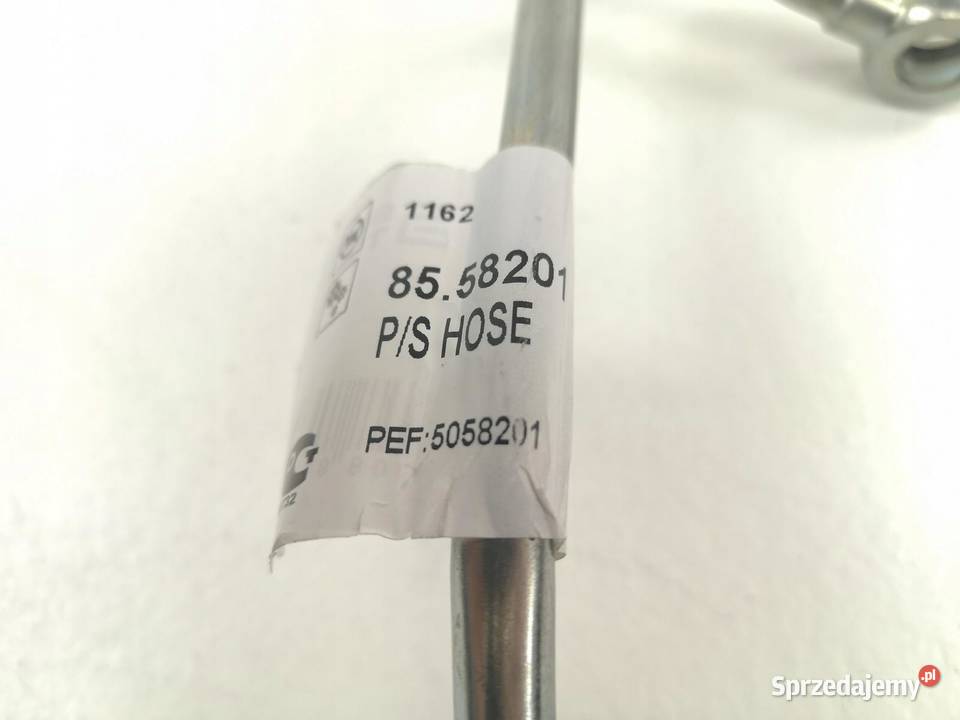 1162
85.58201
P/S HOSE
PEF:5058201
Sprzedajemy.pl